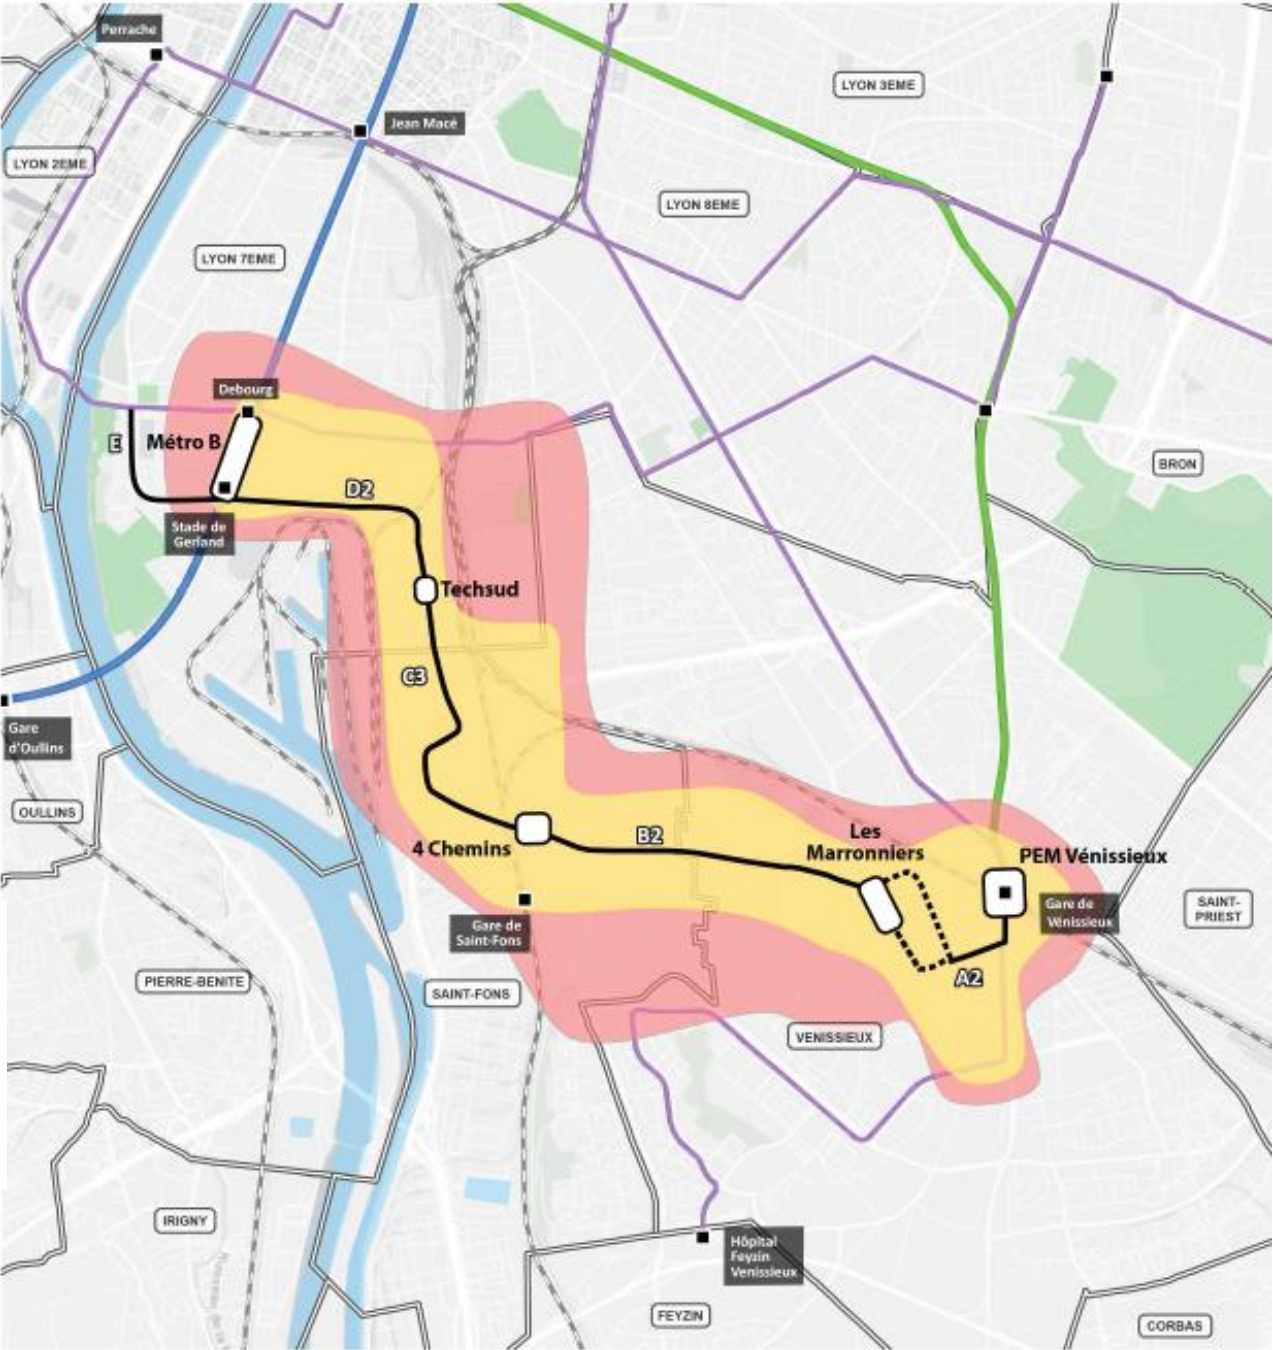 Perrache
Jean Macé
LYON 3EME
LYON 2EME
LYON 8EME
LYON 7EME
Debourg
E
Métro B
D2
BRON
Stade de
Gerland
Techsud
C3
Gare
d'Oullins
OULLINS
4 Chemins
B2
Les
Marronniers
PEM Vénissieux
Gare de
Vénissieux
SAINT-
PRIEST
Gare de
Saint-Fons
A2
PIERRE-BENITE
SAINT-FONS
VENISSIEUX
IRIGNY
Hôpital
Feyzin
Venissieux
FEYZIN
CORBAS